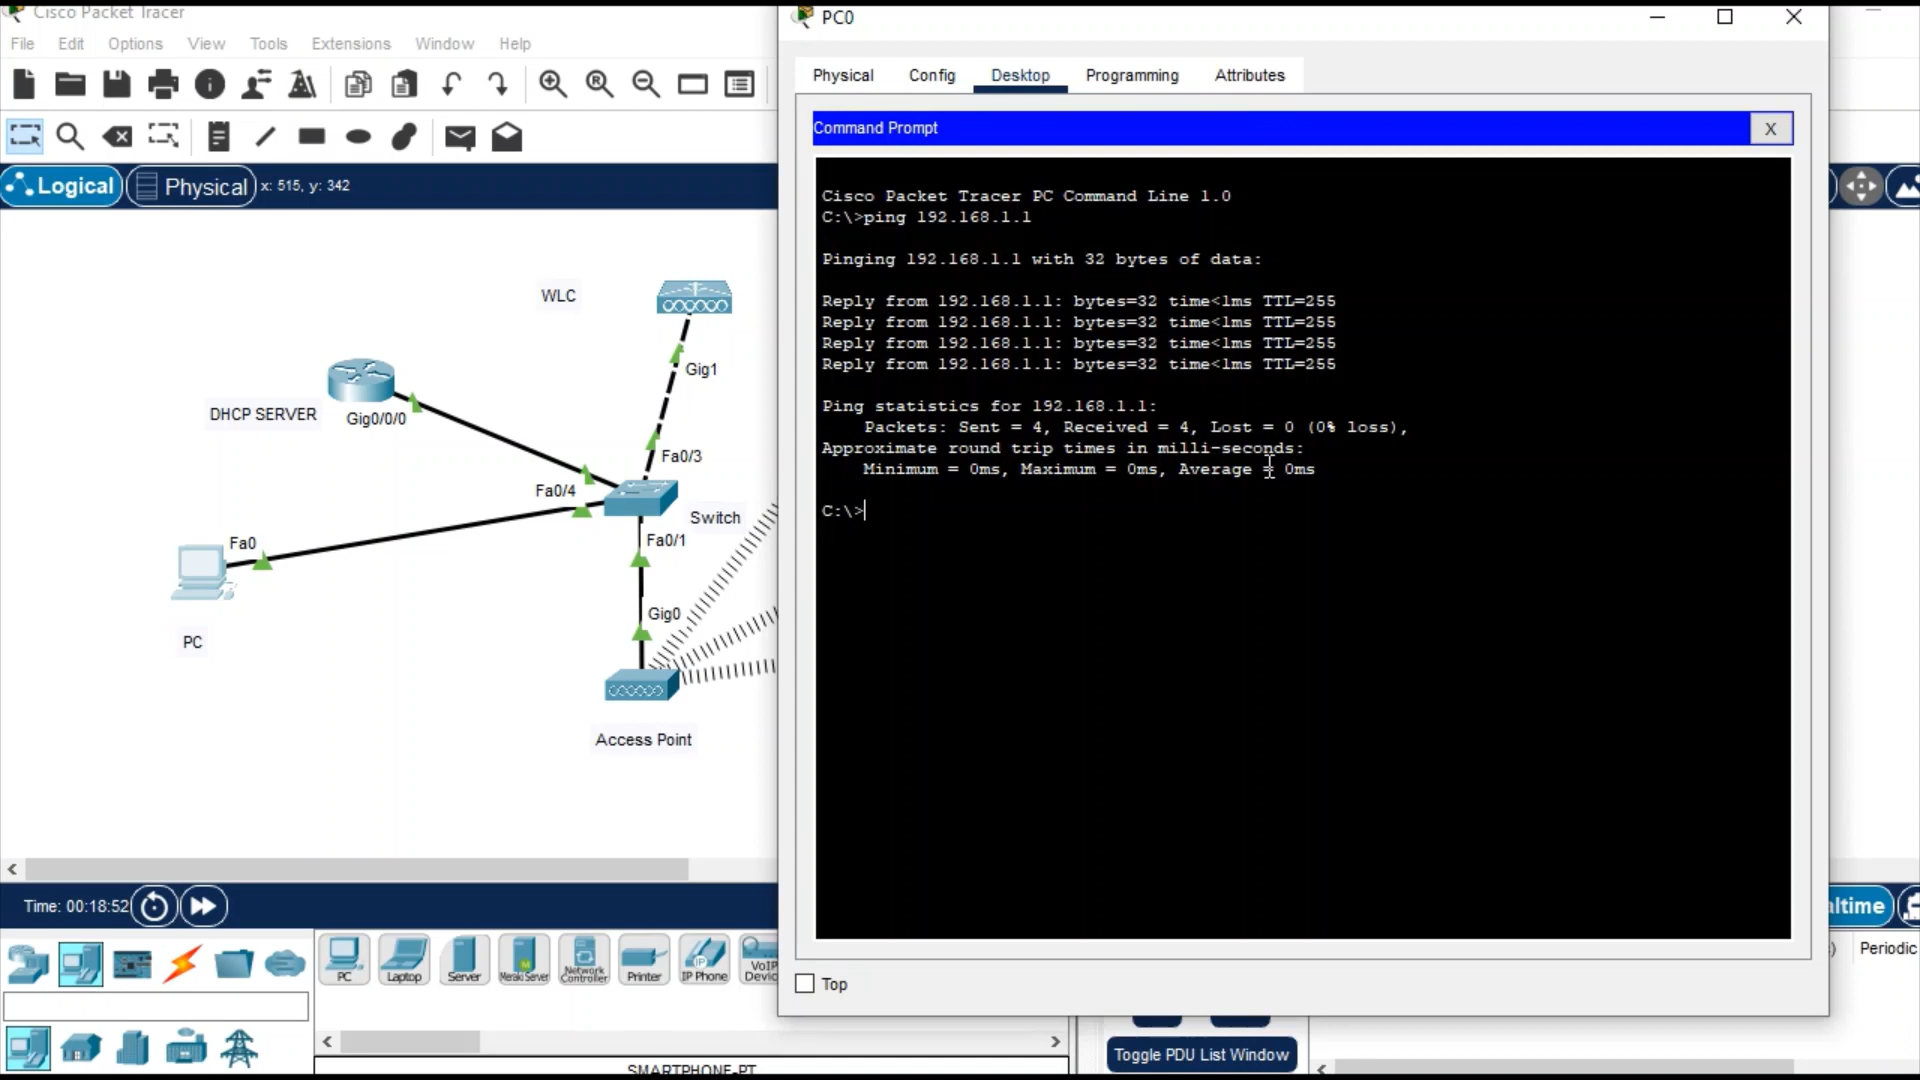 Cisco Packet Tracer
File Edit Options View Tools Extensions Window Help
Logical Physical x: 515, y: 342
WLC
Gig1
DHCP SERVER
Gig0/0/0
Fa0/3
Fa0/4
Switch
Fa0
Fa0/1
Gig0
PC
Access Point
Time: 00:18:52
PC Laptop Server Meraki Server Network Controller Printer IP Phone VoIP
SMARTPHONE-PT
PC0
Physical Config Desktop Programming Attributes
Command Prompt X
Cisco Packet Tracer PC Command Line 1.0
C:\>ping 192.168.1.1
Pinging 192.168.1.1 with 32 bytes of data:
Reply from 192.168.1.1: bytes=32 time<1ms TTL=255
Reply from 192.168.1.1: bytes=32 time<1ms TTL=255
Reply from 192.168.1.1: bytes=32 time<1ms TTL=255
Reply from 192.168.1.1: bytes=32 time<1ms TTL=255
Ping statistics for 192.168.1.1:
Packets: Sent = 4, Received = 4, Lost = 0 (0% loss),
Approximate round trip times in milli-seconds:
Minimum = 0ms, Maximum = 0ms, Average = 0ms
C:\>
Top
altime
Periodic
Toggle PDU List Window